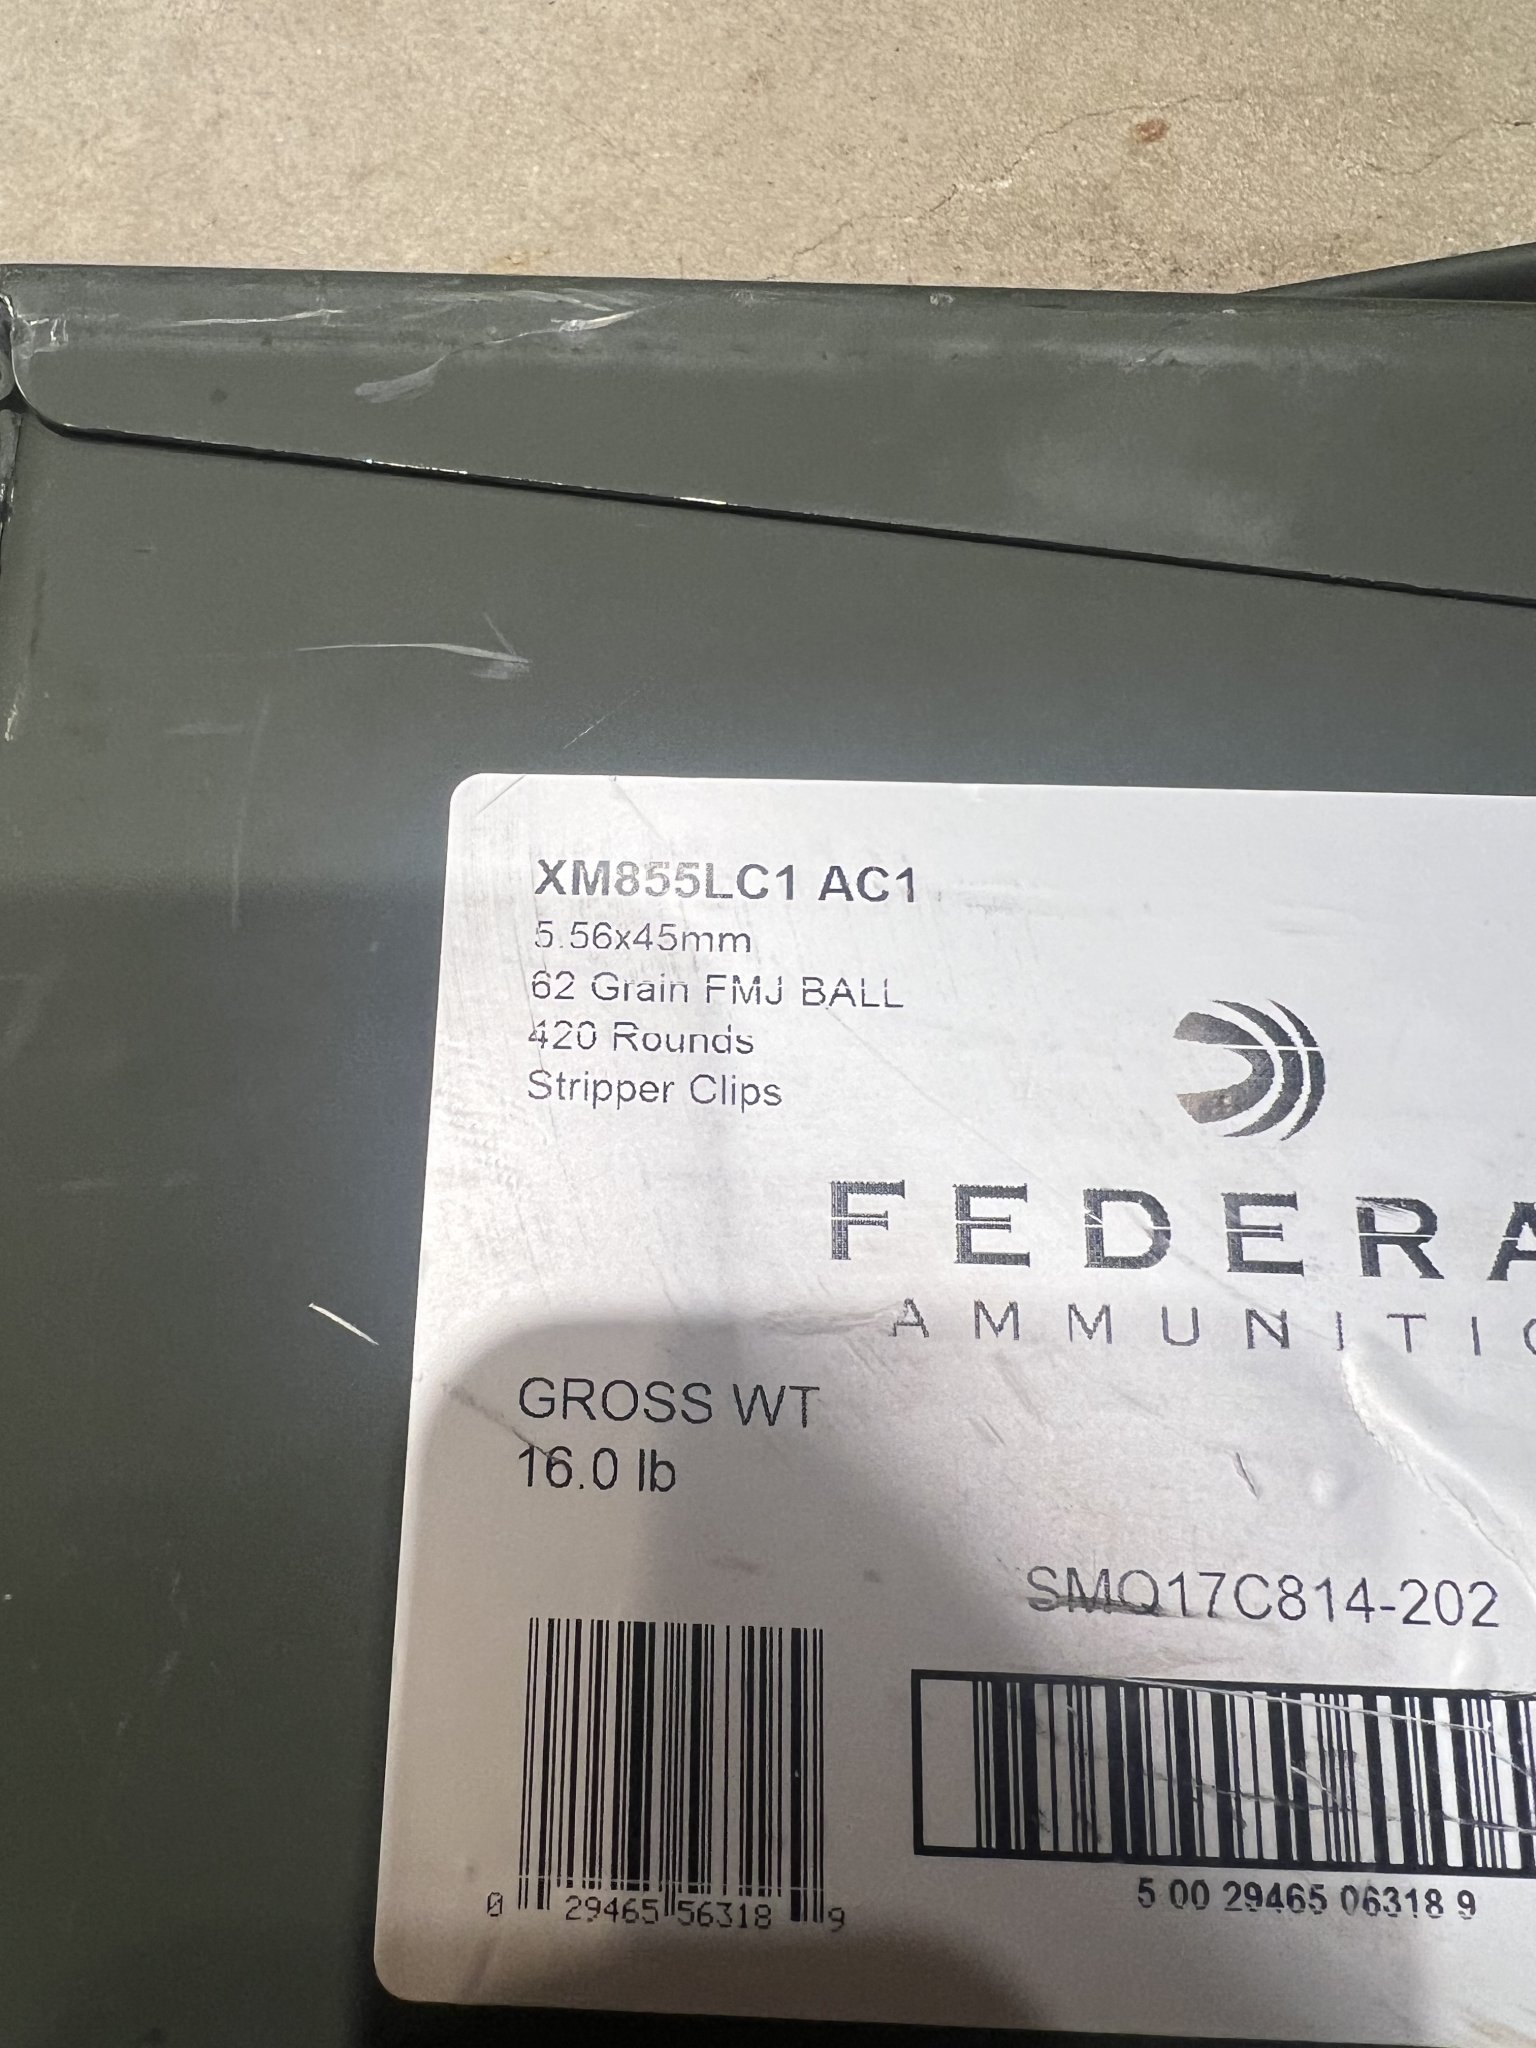 XM855LC1 AC1
5.56x45mm
62 Grain FMJ BALL
420 Rounds
Stripper Clips
FEDERA
AMMUNITIO
GROSS WT
16.0 lb
SMQ17C814-202
0 29465 56318 9
5 00 29465 06318 9